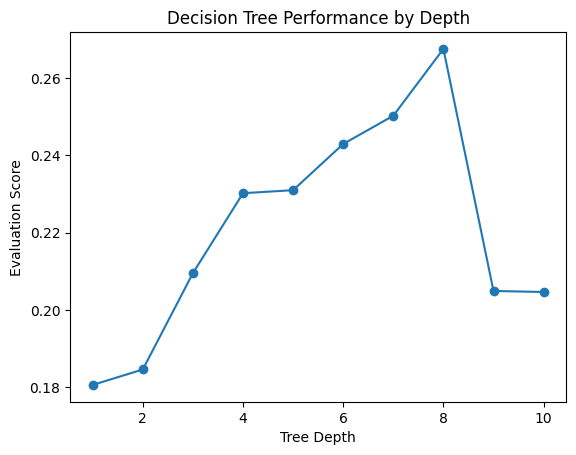 Decision Tree Performance by Depth
Evaluation Score
0.26
0.24
0.22
0.20
0.18
2 4 6 8 10
Tree Depth